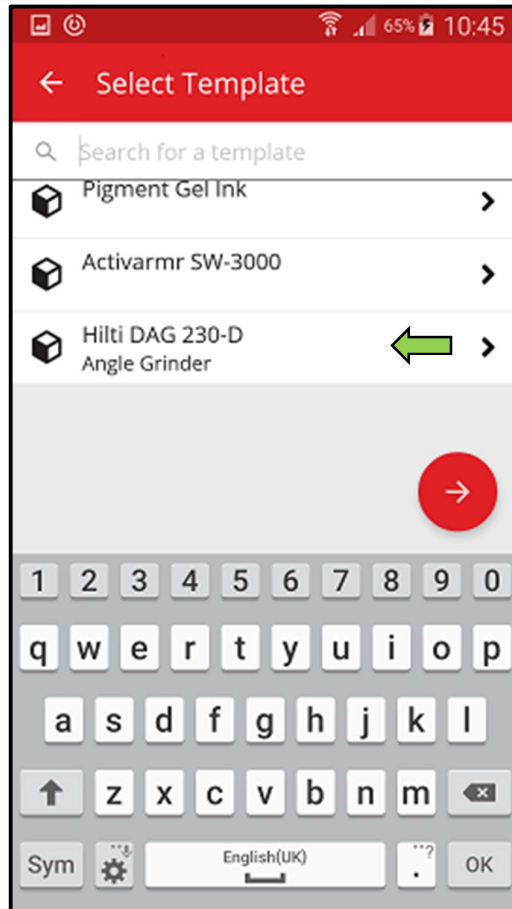 65% 10:45
Select Template
Search for a template
Pigment Gel Ink
Activarmr SW-3000
Hilti DAG 230-D
Angle Grinder
1 2 3 4 5 6 7 8 9 0
q w e r t y u i o p
a s d f g h j k l
z x c v b n m
Sym English(UK) . ? OK